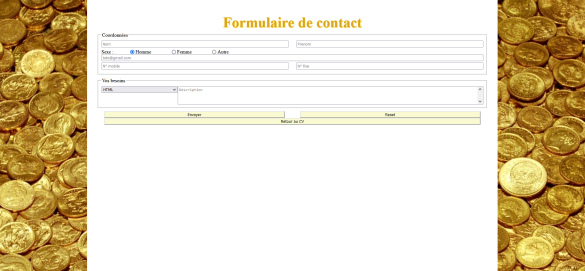 Formulaire de contact
Coordonnées
Nom Prénom
Sexe : Homme Femme Autre
toto@gmail.com
N° mobile N° fixe
Vos besoins
HTML Description
Envoyer Reset
Retour au CV